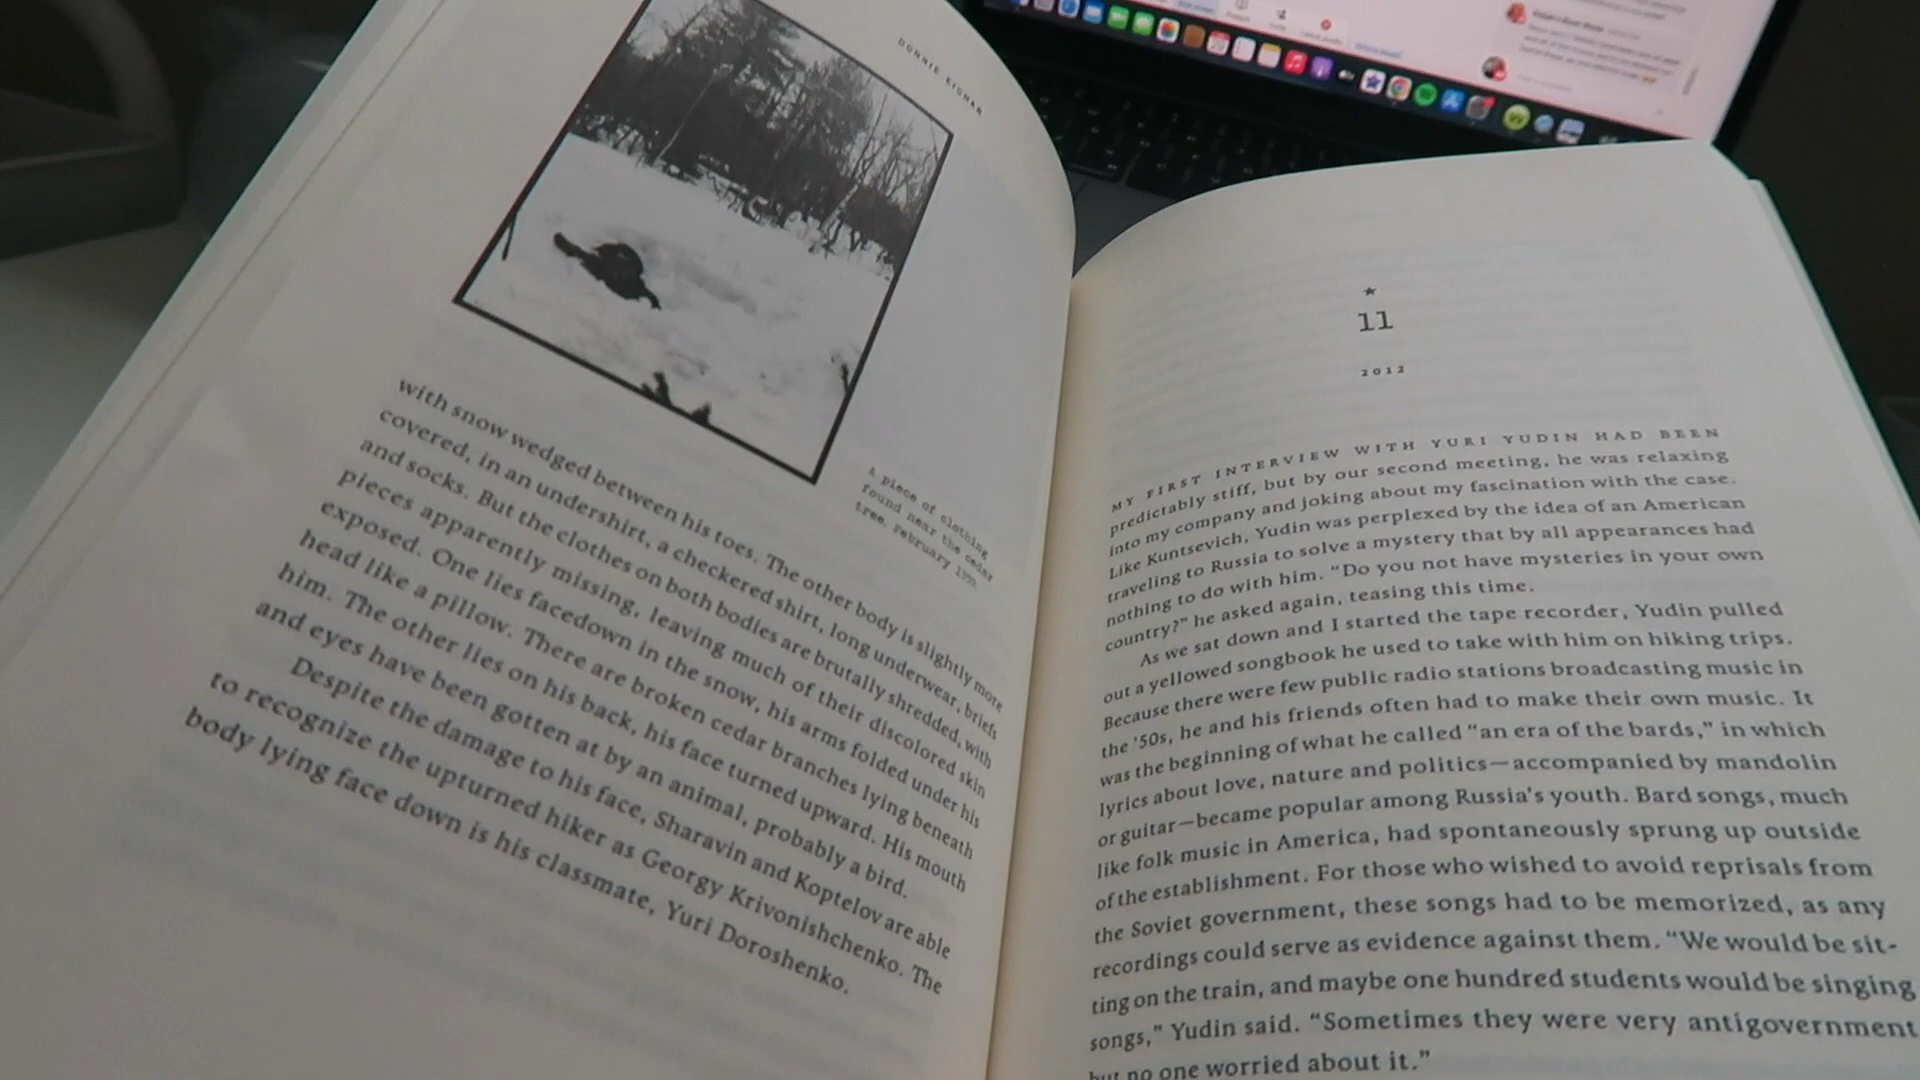 DONNIE EICHAR
A piece of clothing
found near the cedar
tree, February 1959.
with snow wedged between his toes. The other body is slightly more
covered, in an undershirt, a checkered shirt, long underwear, briefs
and socks. But the clothes on both bodies are brutally shredded, with
pieces apparently missing, leaving much of their discolored skin
exposed. One lies facedown in the snow, his arms folded under his
head like a pillow. There are broken cedar branches lying beneath
him. The other lies on his back, his face turned upward. His mouth
and eyes have been gotten at by an animal, probably a bird.
Despite the damage to his face, Sharavin and Koptelov are able
to recognize the upturned hiker as Georgy Krivonishchenko. The
body lying face down is his classmate, Yuri Doroshenko.
11
2012
MY FIRST INTERVIEW WITH YURI YUDIN HAD BEEN
predictably stiff, but by our second meeting, he was relaxing
into my company and joking about my fascination with the case.
Like Kuntsevich, Yudin was perplexed by the idea of an American
traveling to Russia to solve a mystery that by all appearances had
nothing to do with him. “Do you not have mysteries in your own
country?” he asked again, teasing this time.
As we sat down and I started the tape recorder, Yudin pulled
out a yellowed songbook he used to take with him on hiking trips.
Because there were few public radio stations broadcasting music in
the ’50s, he and his friends often had to make their own music. It
was the beginning of what he called “an era of the bards,” in which
lyrics about love, nature and politics—accompanied by mandolin
or guitar—became popular among Russia’s youth. Bard songs, much
like folk music in America, had spontaneously sprung up outside
of the establishment. For those who wished to avoid reprisals from
the Soviet government, these songs had to be memorized, as any
recordings could serve as evidence against them. “We would be sit-
ting on the train, and maybe one hundred students would be singing
songs,” Yudin said. “Sometimes they were very antigovernment
but no one worried about it.”